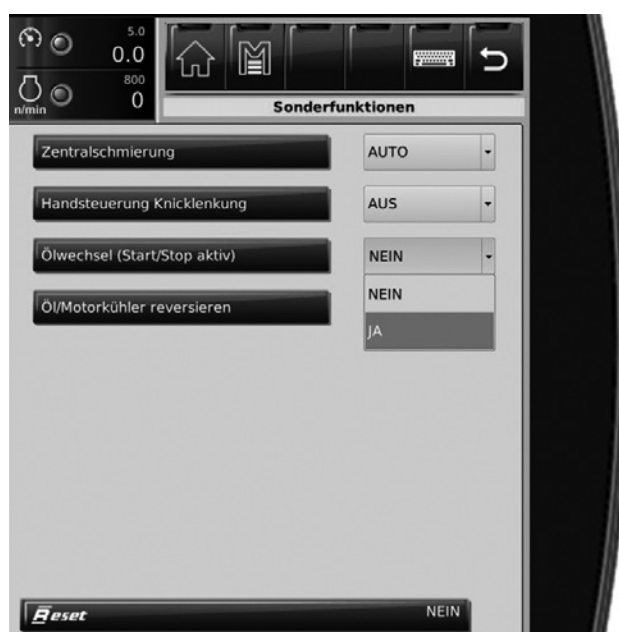 5.0
0.0
800
n/min 0
Sonderfunktionen
Zentralschmierung AUTO
Handsteuerung Knicklenkung AUS
Ölwechsel (Start/Stop aktiv) NEIN
NEIN
Öl/Motorkühler reversieren
JA
Reset NEIN